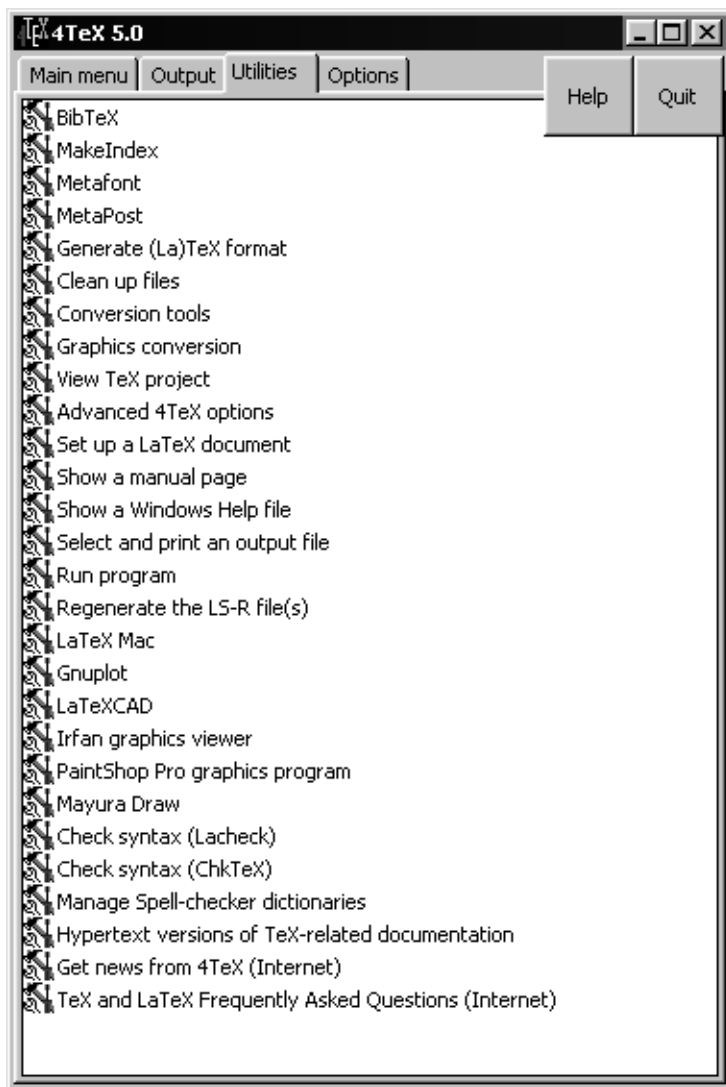 4TeX 5.0
Main menu Output Utilities Options Help Quit
BibTeX
MakeIndex
Metafont
MetaPost
Generate (La)TeX format
Clean up files
Conversion tools
Graphics conversion
View TeX project
Advanced 4TeX options
Set up a LaTeX document
Show a manual page
Show a Windows Help file
Select and print an output file
Run program
Regenerate the LS-R file(s)
LaTeX Mac
Gnuplot
LaTeXCAD
Irfan graphics viewer
PaintShop Pro graphics program
Mayura Draw
Check syntax (Lacheck)
Check syntax (ChkTeX)
Manage Spell-checker dictionaries
Hypertext versions of TeX-related documentation
Get news from 4TeX (Internet)
TeX and LaTeX Frequently Asked Questions (Internet)